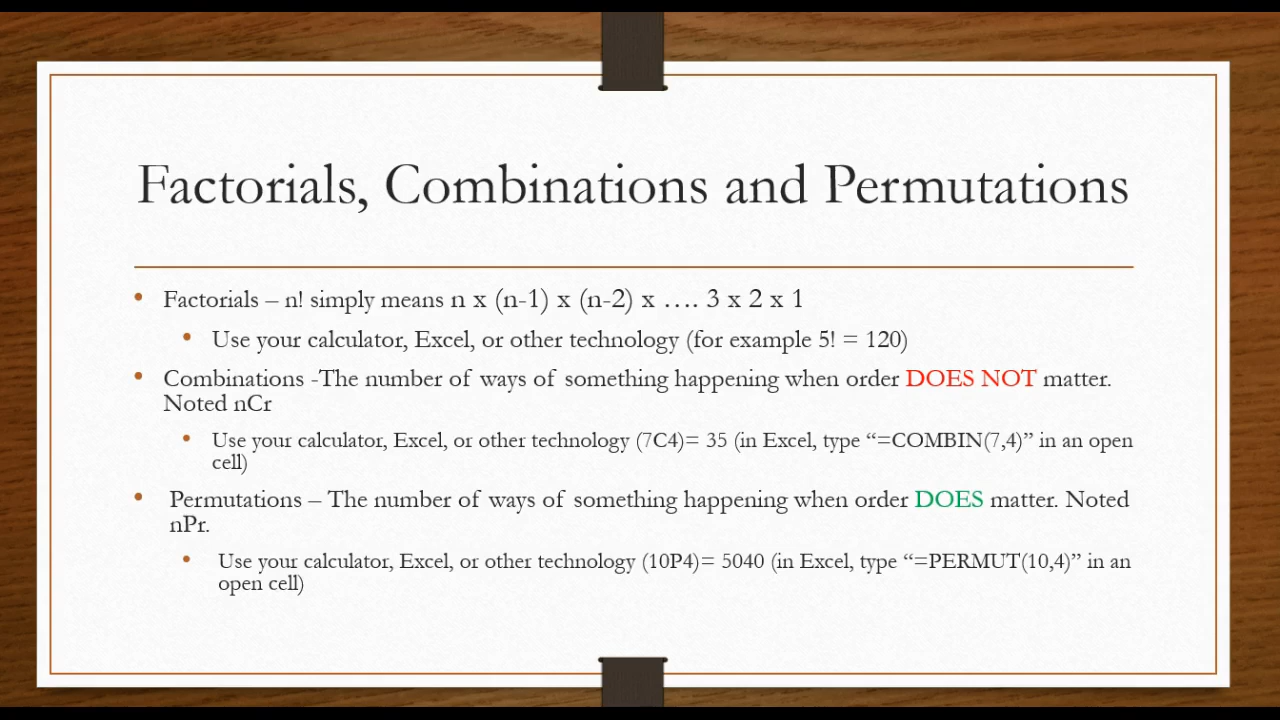 Factorials, Combinations and Permutations
Factorials – n! simply means n x (n-1) x (n-2) x …. 3 x 2 x 1
Use your calculator, Excel, or other technology (for example 5! = 120)
Combinations -The number of ways of something happening when order DOES NOT matter.
Noted nCr
Use your calculator, Excel, or other technology (7C4)= 35 (in Excel, type “=COMBIN(7,4)” in an open
cell)
Permutations – The number of ways of something happening when order DOES matter. Noted
nPr.
Use your calculator, Excel, or other technology (10P4)= 5040 (in Excel, type “=PERMUT(10,4)” in an
open cell)